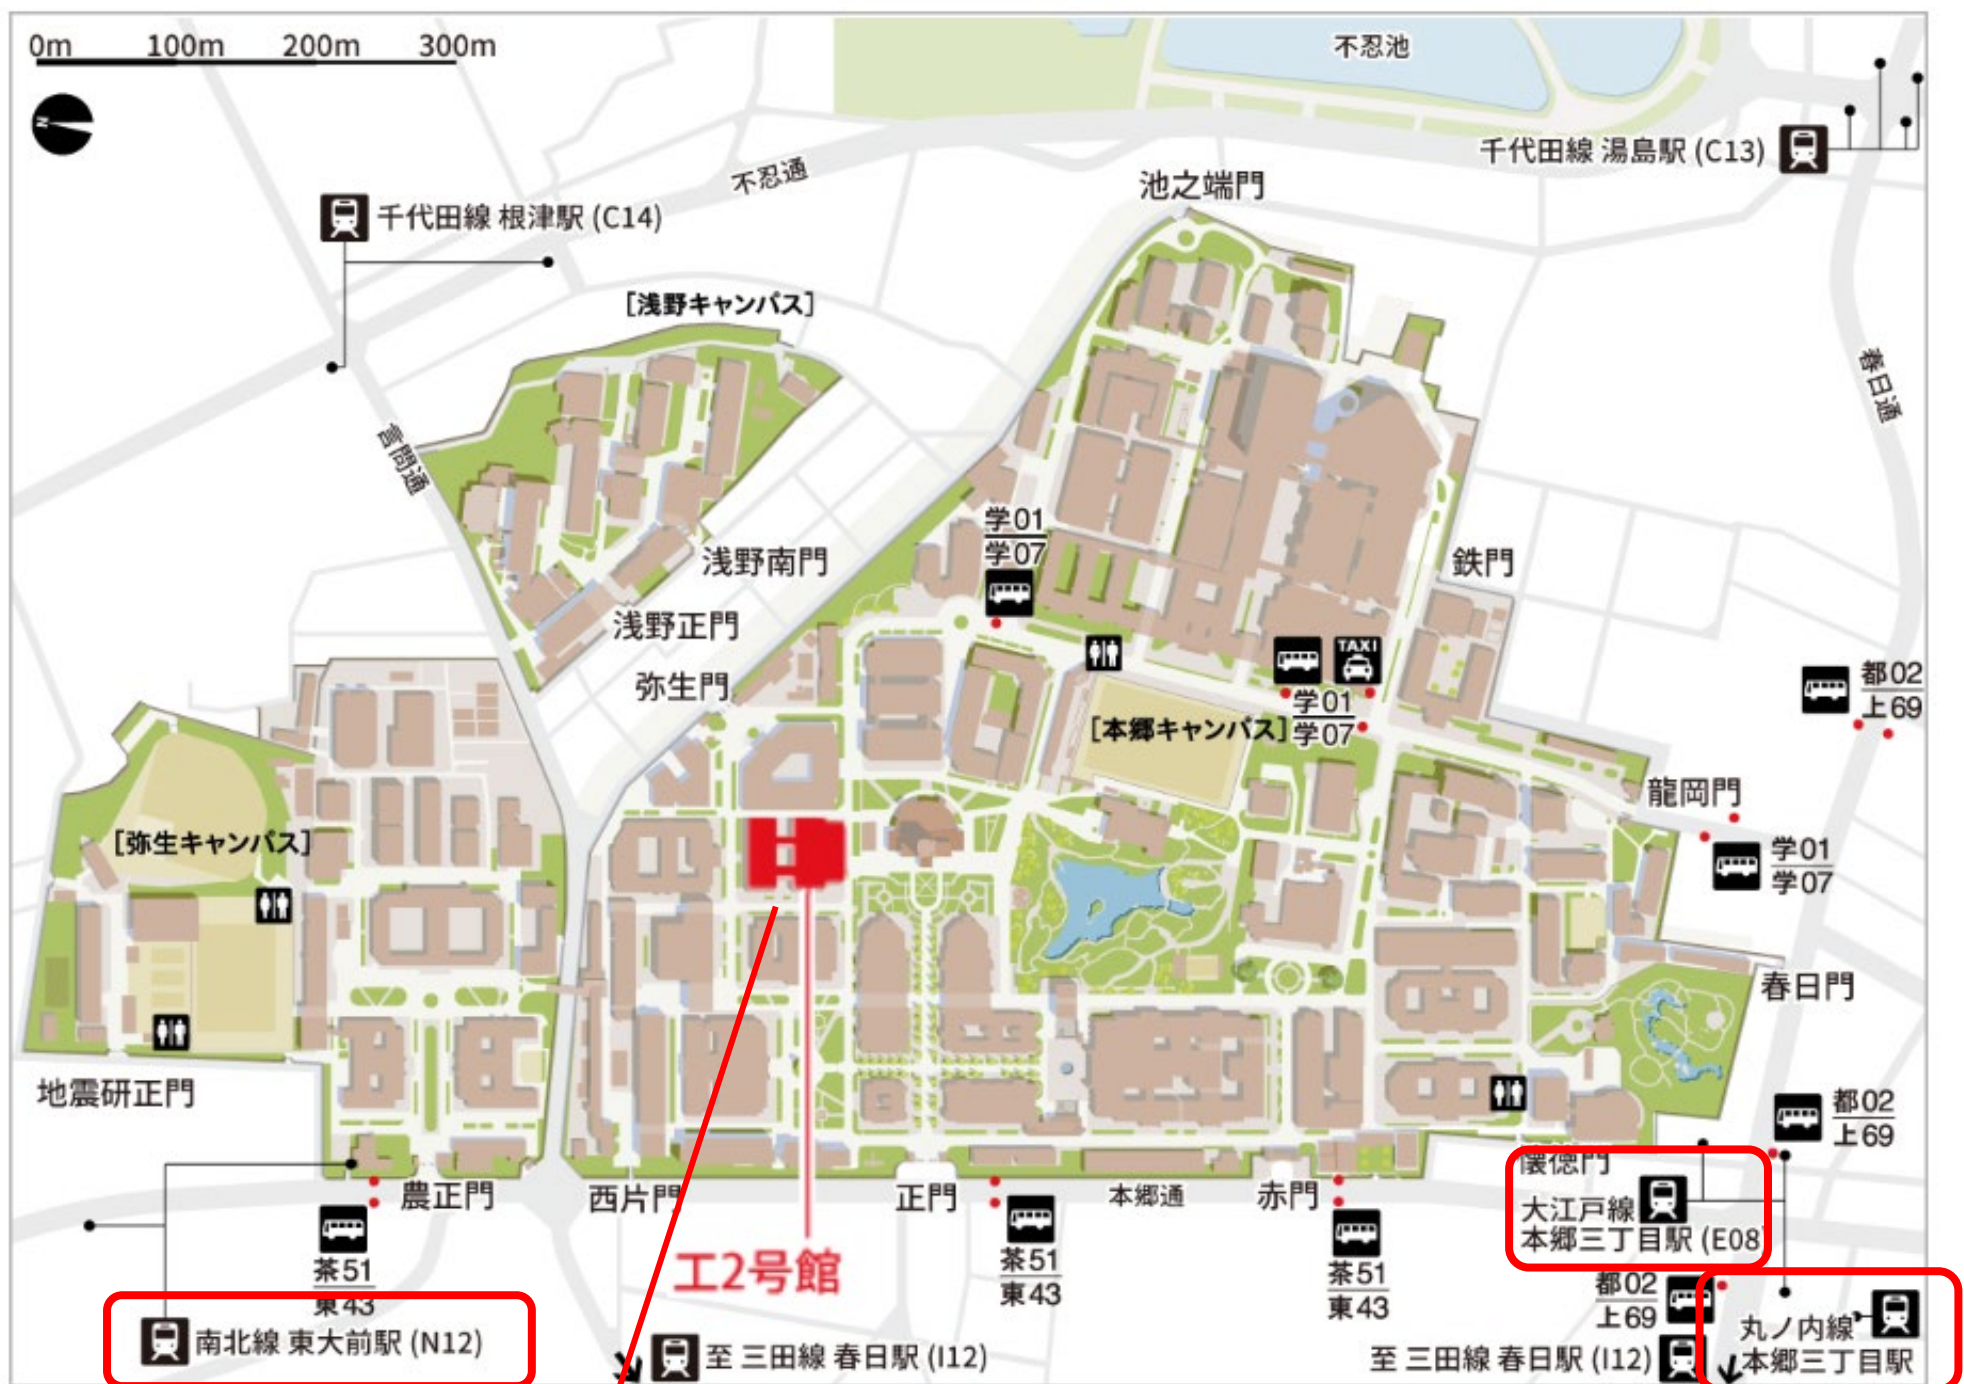 0m 100m 200m 300m
N
不忍池
千代田線 湯島駅 (C13)
不忍通
池之端門
千代田線 根津駅 (C14)
[浅野キャンパス]
春日通
言問通
学01
学07
浅野南門
鉄門
浅野正門
弥生門
TAXI
[本郷キャンパス]
学01
学07
都02
上69
龍岡門
[弥生キャンパス]
学01
学07
春日門
地震研正門
都02
上69
懐徳門
農正門
西片門
正門
本郷通
赤門
大江戸線
本郷三丁目駅 (E08)
茶51
東43
工2号館
茶51
東43
茶51
東43
都02
上69
南北線 東大前駅 (N12)
至 三田線 春日駅 (I12)
至 三田線 春日駅 (I12)
丸ノ内線
本郷三丁目駅